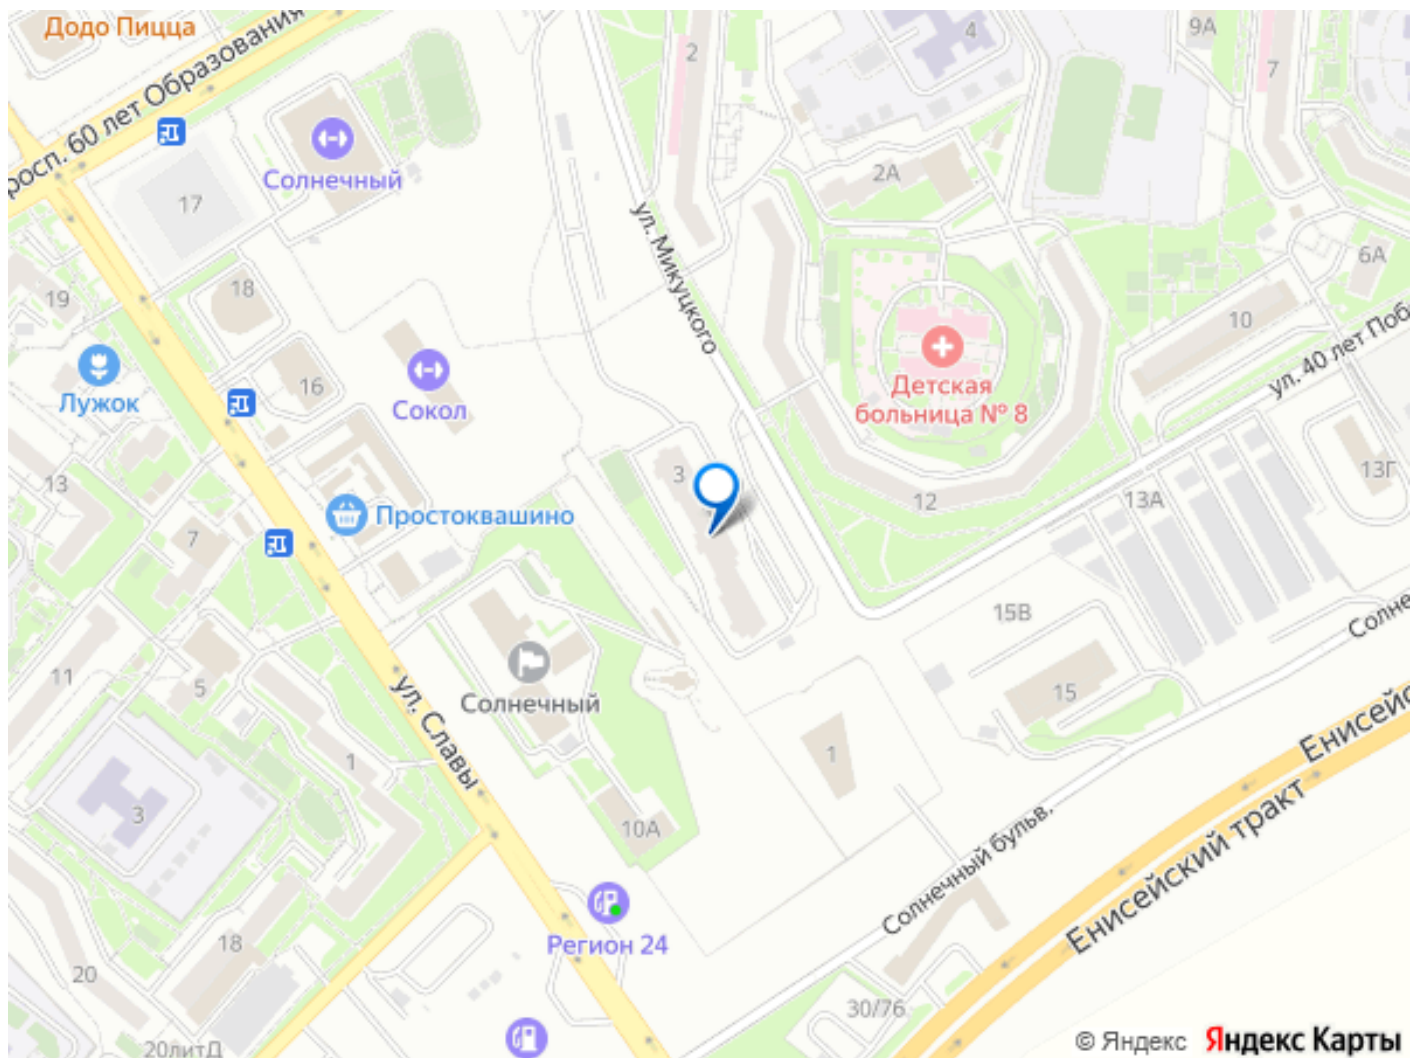 Додо Пицца
росп. 60 лет Образования
2
4
9А
7
Солнечный
17
2А
ул. Микуцкого
18
19
6А
10
Лужок
16
Сокол
Детская
больница № 8
ул. 40 лет Поб
3
13
13Г
12
13А
Простоквашино
7
15В
Солне
11
5
Солнечный
15
ул. Славы
1
1
Енисейс
3
10А
Солнечный бульв.
Енисейский тракт
18
Регион 24
20
30/76
20литД
© Яндекс Яндекс Карты